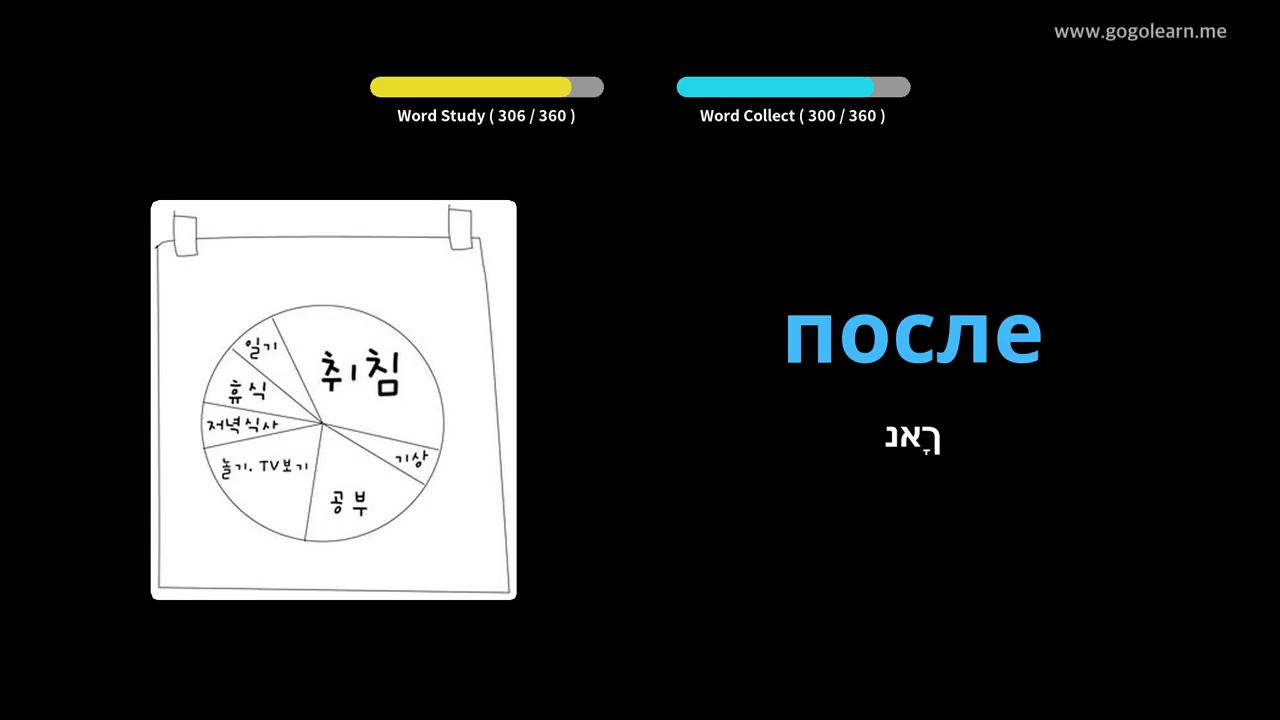 www.gogolearn.me
Word Study ( 306 / 360 )
Word Collect ( 300 / 360 )
일기
취침
휴식
저녁식사
놀기. TV보기
기상
공부
после
ךָאנ